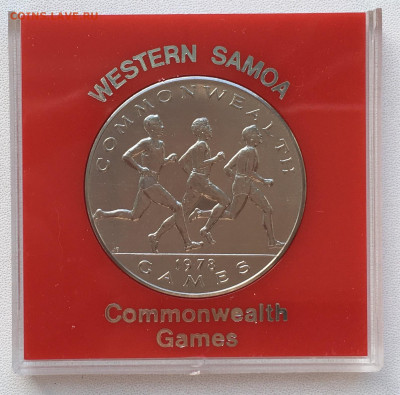 COINS.LAVE.RU
WESTERN SAMOA
COMMONWEALTH
1978
GAMES
Commonwealth
Games